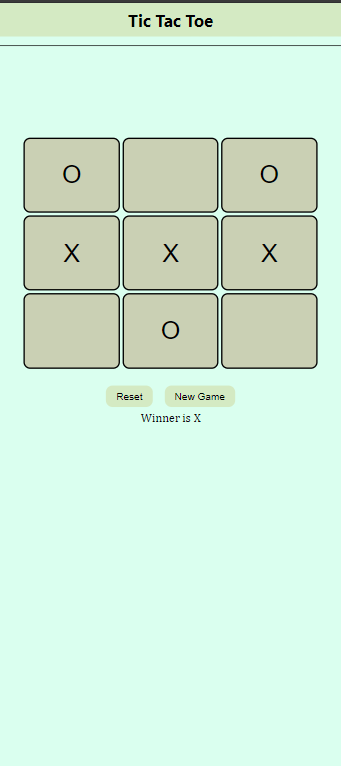 Tic Tac Toe
O O
X X X
O
Reset New Game
Winner is X